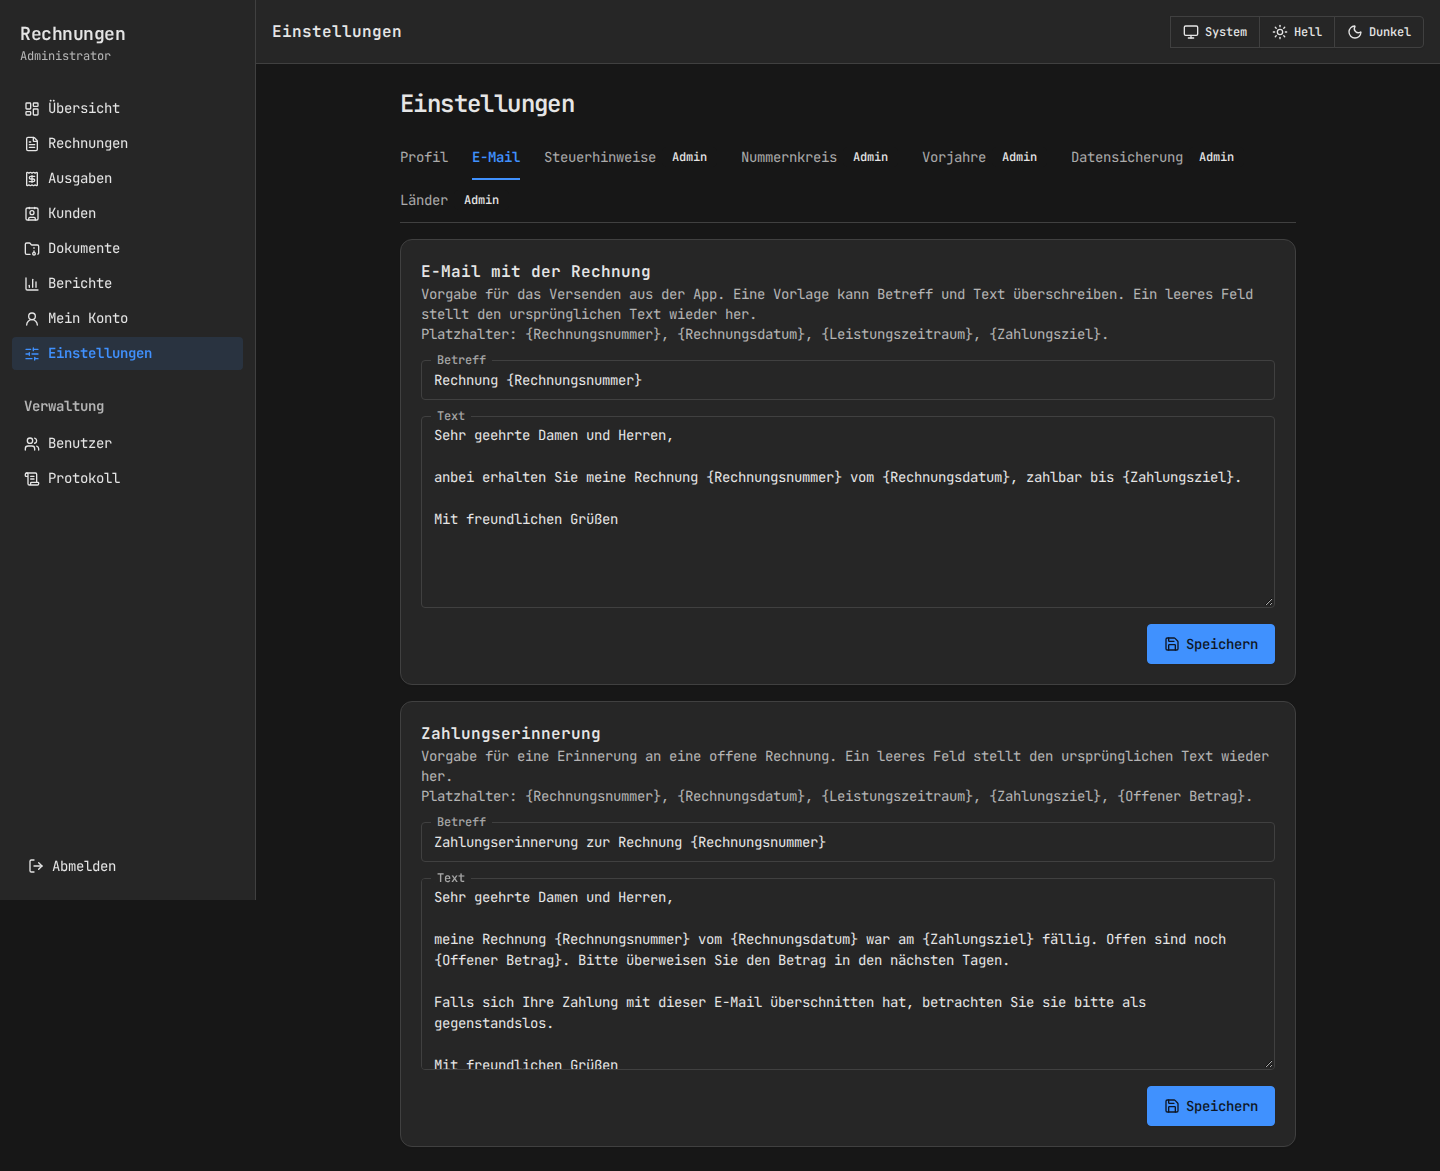 Rechnungen
Administrator
Übersicht
Rechnungen
Ausgaben
Kunden
Dokumente
Berichte
Mein Konto
Einstellungen
Verwaltung
Benutzer
Protokoll
Abmelden
Einstellungen
System Hell Dunkel
Einstellungen
Profil E-Mail Steuerhinweise Admin Nummernkreis Admin Vorjahre Admin Datensicherung Admin
Länder Admin
E-Mail mit der Rechnung
Vorgabe für das Versenden aus der App. Eine Vorlage kann Betreff und Text überschreiben. Ein leeres Feld
stellt den ursprünglichen Text wieder her.
Platzhalter: {Rechnungsnummer}, {Rechnungsdatum}, {Leistungszeitraum}, {Zahlungsziel}.
Betreff
Rechnung {Rechnungsnummer}
Text
Sehr geehrte Damen und Herren,
anbei erhalten Sie meine Rechnung {Rechnungsnummer} vom {Rechnungsdatum}, zahlbar bis {Zahlungsziel}.
Mit freundlichen Grüßen
Speichern
Zahlungserinnerung
Vorgabe für eine Erinnerung an eine offene Rechnung. Ein leeres Feld stellt den ursprünglichen Text wieder
her.
Platzhalter: {Rechnungsnummer}, {Rechnungsdatum}, {Leistungszeitraum}, {Zahlungsziel}, {Offener Betrag}.
Betreff
Zahlungserinnerung zur Rechnung {Rechnungsnummer}
Text
Sehr geehrte Damen und Herren,
meine Rechnung {Rechnungsnummer} vom {Rechnungsdatum} war am {Zahlungsziel} fällig. Offen sind noch
{Offener Betrag}. Bitte überweisen Sie den Betrag in den nächsten Tagen.
Falls sich Ihre Zahlung mit dieser E-Mail überschnitten hat, betrachten Sie sie bitte als
gegenstandslos.
Mit freundlichen Grüßen
Speichern